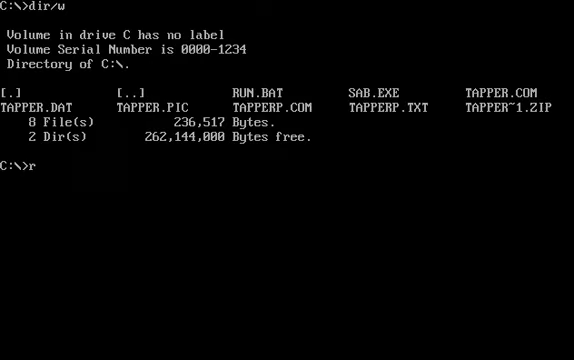 C:\>dir/w
Volume in drive C has no label
Volume Serial Number is 0000-1234
Directory of C:\.
[.] [..] RUN.BAT SAB.EXE TAPPER.COM
TAPPER.DAT TAPPER.PIC TAPPERP.COM TAPPERP.TXT TAPPER~1.ZIP
8 File(s) 236,517 Bytes.
2 Dir(s) 262,144,000 Bytes free.
C:\>r